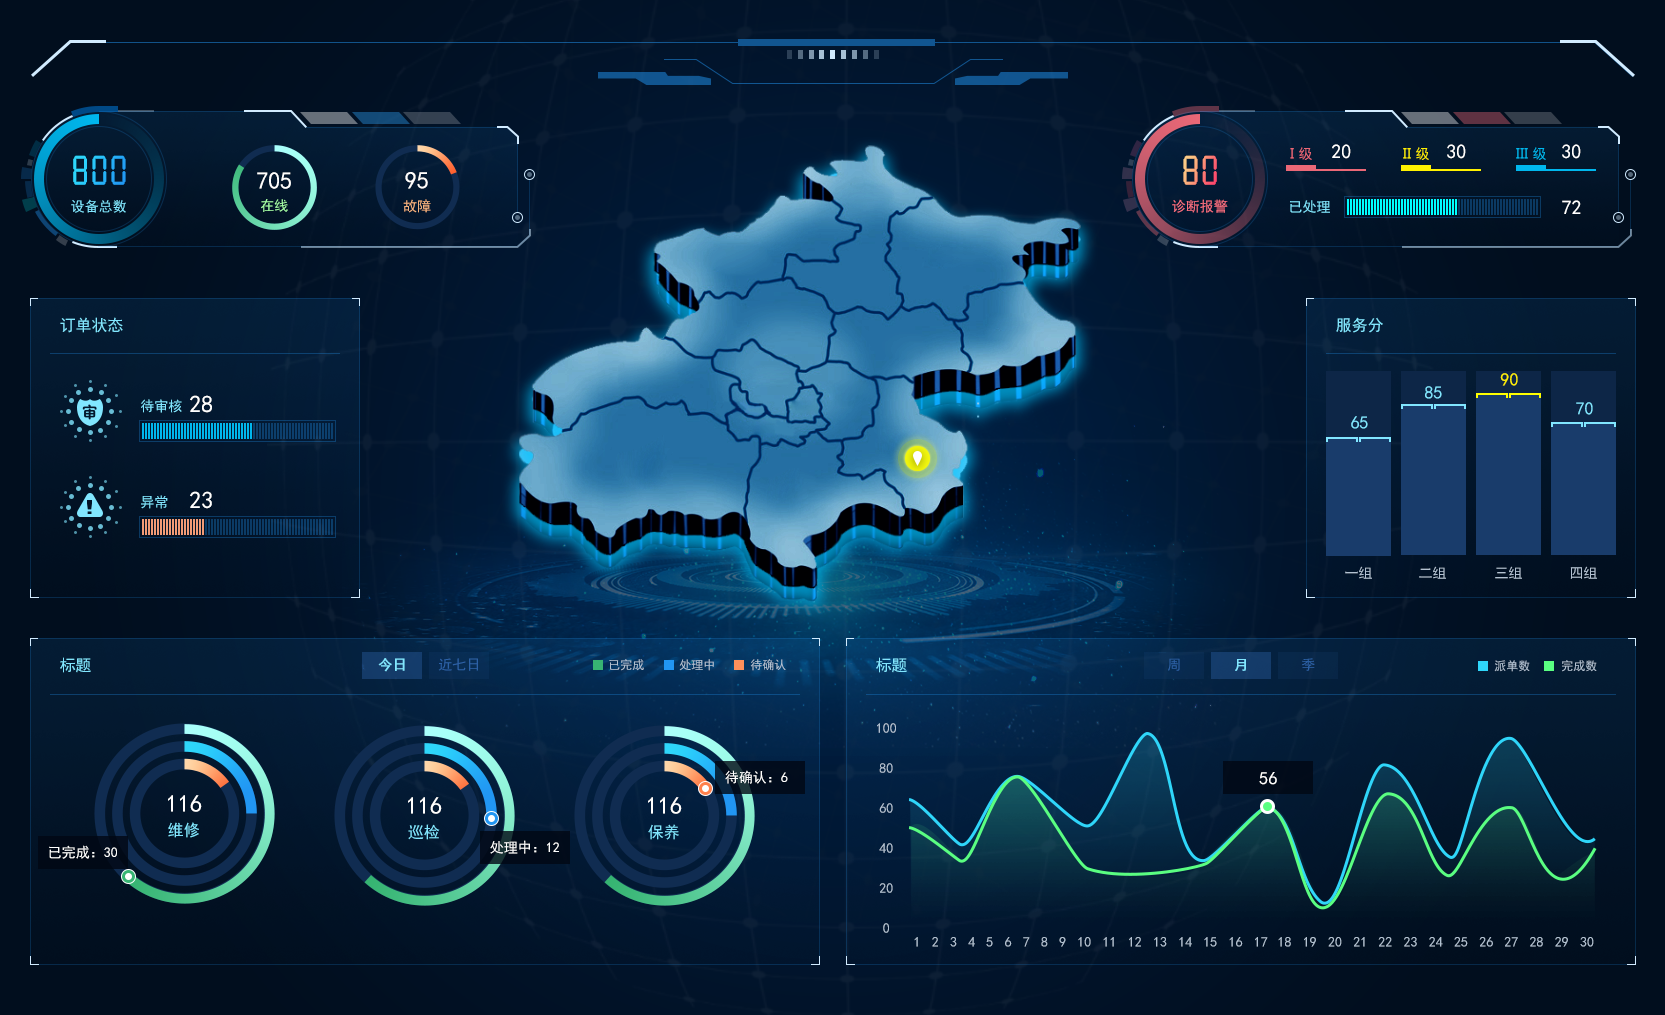 800
设备总数
705
在线
95
故障
80
诊断报警
I 级 20
II 级 30
III 级 30
已处理
72
订单状态
审
待审核 28
异常 23
服务分
65
85
90
70
一组 二组 三组 四组
标题
今日
近七日
已完成 处理中 待确认
116
维修
已完成：30
116
巡检
处理中：12
116
保养
待确认：6
标题
周
月
季
派单数 完成数
100
80
60
40
20
0
56
1 2 3 4 5 6 7 8 9 10 11 12 13 14 15 16 17 18 19 20 21 22 23 24 25 26 27 28 29 30